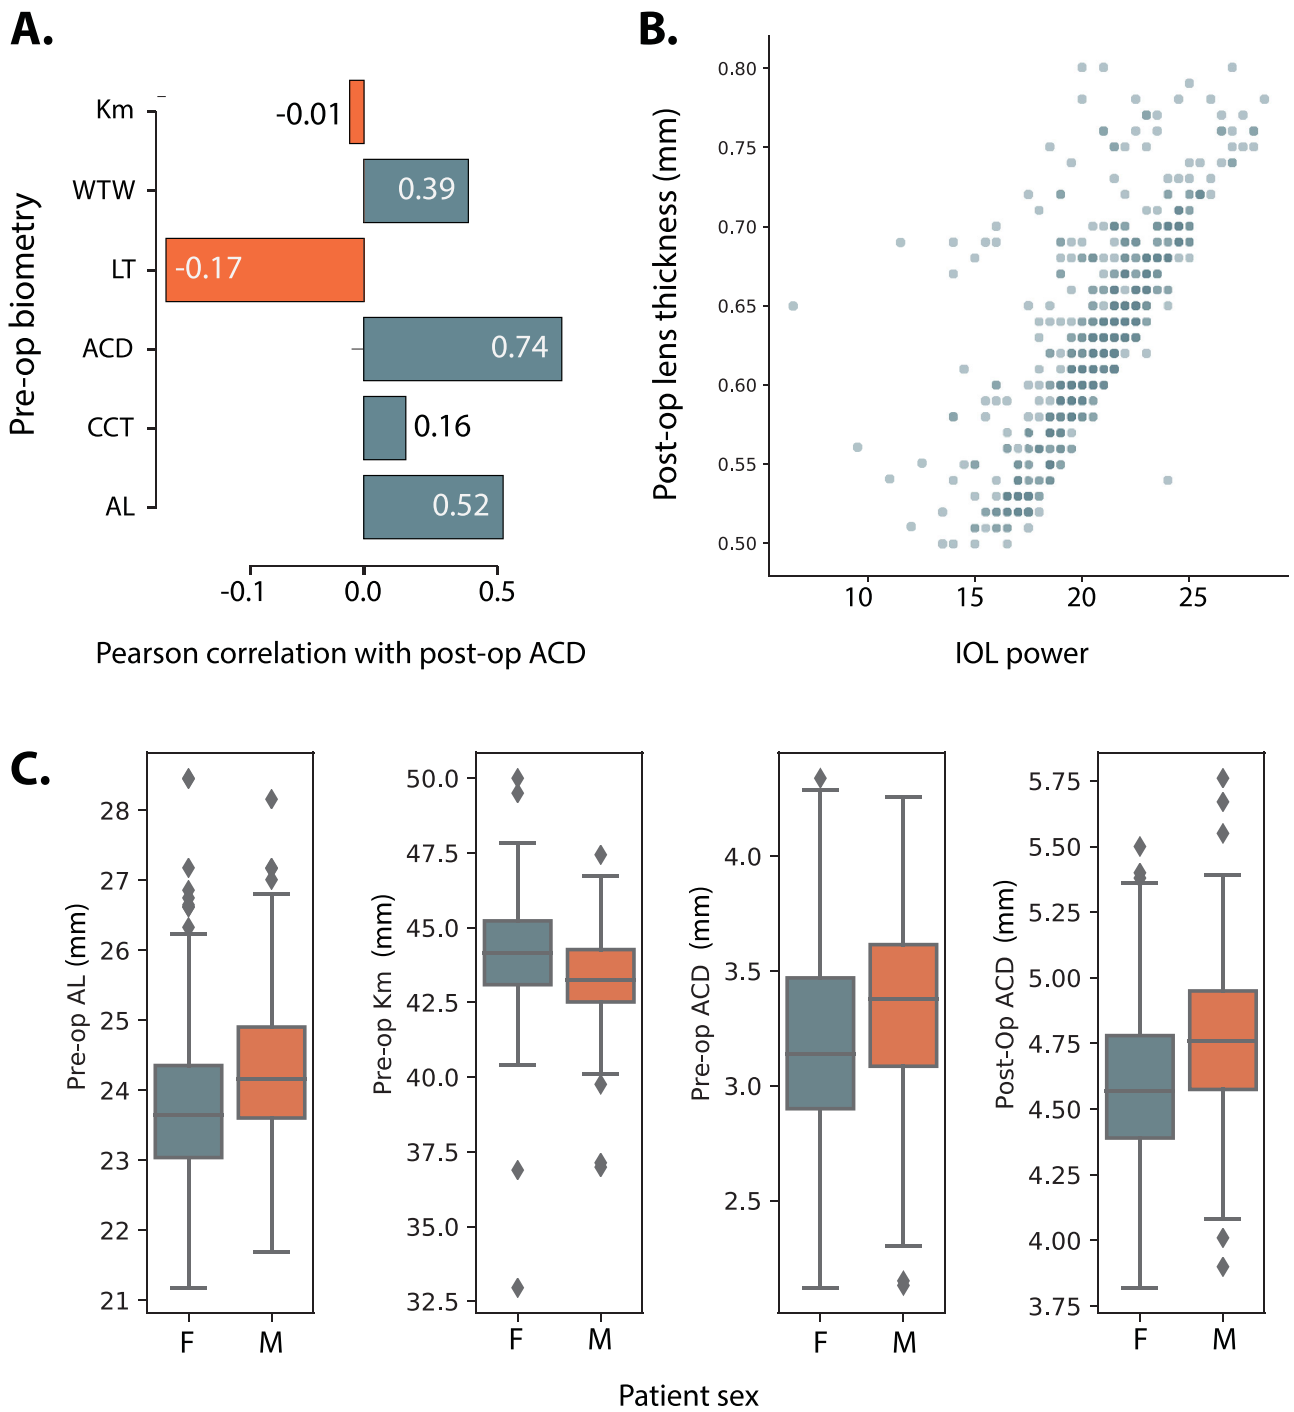 A.
Pre-op biometry
Km
WTW
LT
ACD
CCT
AL
-0.01
0.39
-0.17
0.74
0.16
0.52
-0.1
0.0
0.5
Pearson correlation with post-op ACD
B.
Post-op lens thickness (mm)
0.80
0.75
0.70
0.65
0.60
0.55
0.50
10
15
20
25
IOL power
C.
Pre-op AL (mm)
28
27
26
25
24
23
22
21
F
M
Pre-op Km (mm)
50.0
47.5
45.0
42.5
40.0
37.5
35.0
32.5
F
M
Pre-op ACD (mm)
4.0
3.5
3.0
2.5
F
M
Post-Op ACD (mm)
5.75
5.50
5.25
5.00
4.75
4.50
4.25
4.00
3.75
F
M
Patient sex